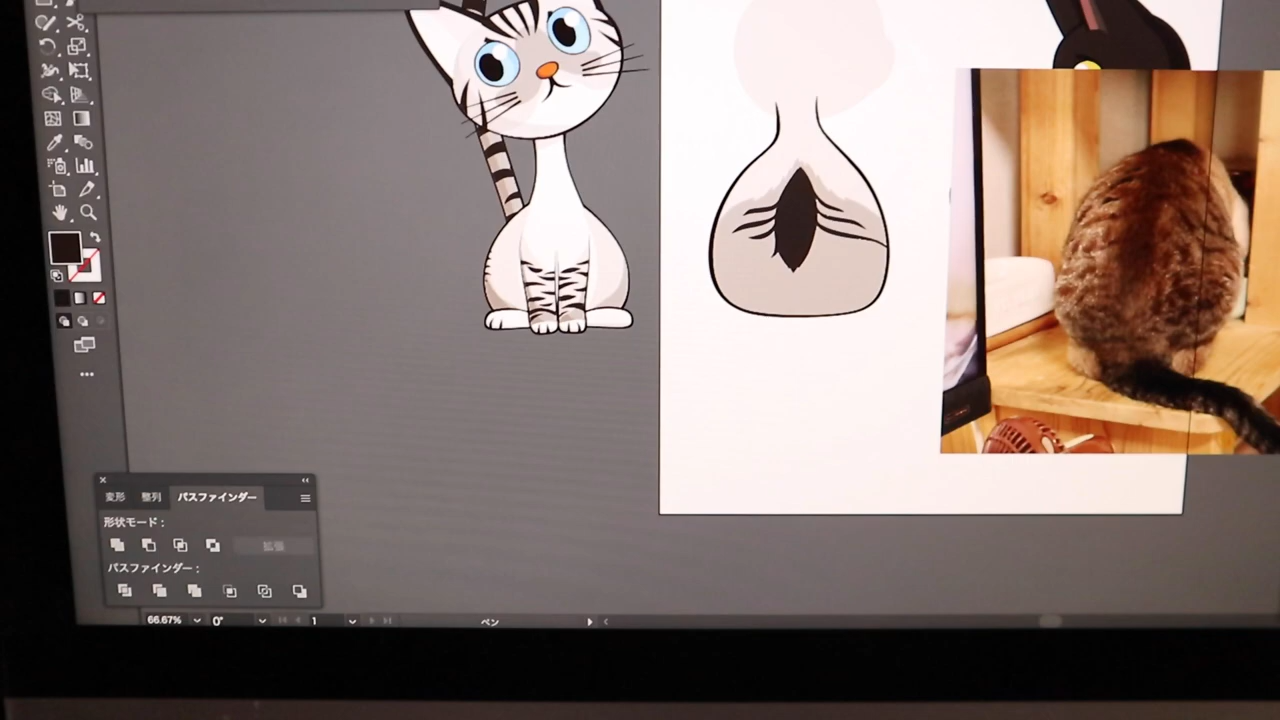 変形 整列 パスファインダー
形状モード：
拡張
パスファインダー：
66.67% 0° 1 ペン